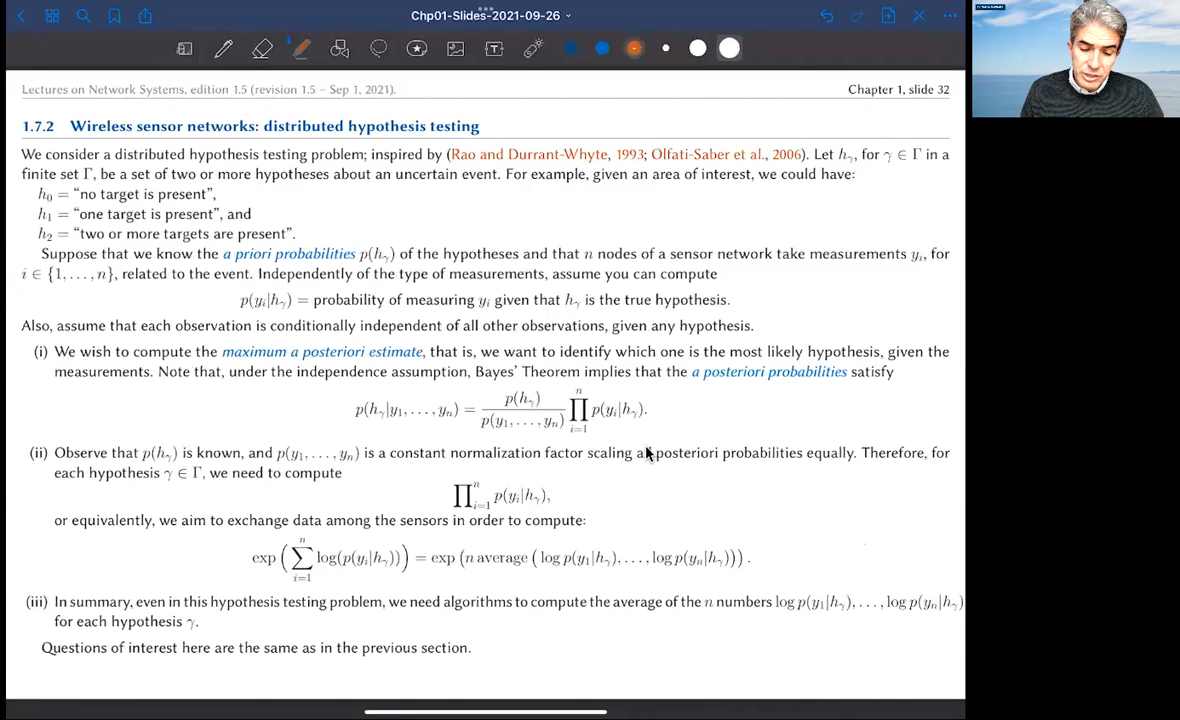 Chp01-Slides-2021-09-26
Lectures on Network Systems, edition 1.5 (revision 1.5 – Sep 1, 2021).
Chapter 1, slide 32
1.7.2 Wireless sensor networks: distributed hypothesis testing
We consider a distributed hypothesis testing problem; inspired by (Rao and Durrant-Whyte, 1993; Olfati-Saber et al., 2006). Let hγ, for γ ∈ Γ in a
finite set Γ, be a set of two or more hypotheses about an uncertain event. For example, given an area of interest, we could have:
h₀ = “no target is present”,
h₁ = “one target is present”, and
h₂ = “two or more targets are present”.
Suppose that we know the a priori probabilities p(hγ) of the hypotheses and that n nodes of a sensor network take measurements yᵢ, for
i ∈ {1, . . . , n}, related to the event. Independently of the type of measurements, assume you can compute
p(yᵢ|hγ) = probability of measuring yᵢ given that hγ is the true hypothesis.
Also, assume that each observation is conditionally independent of all other observations, given any hypothesis.
(i) We wish to compute the maximum a posteriori estimate, that is, we want to identify which one is the most likely hypothesis, given the
measurements. Note that, under the independence assumption, Bayes’ Theorem implies that the a posteriori probabilities satisfy
p(hγ|y₁, . . . , yₙ) = p(hγ) / p(y₁, . . . , yₙ) ∏ᵢ₌₁ⁿ p(yᵢ|hγ).
(ii) Observe that p(hγ) is known, and p(y₁, . . . , yₙ) is a constant normalization factor scaling a posteriori probabilities equally. Therefore, for
each hypothesis γ ∈ Γ, we need to compute
∏ᵢ₌₁ⁿ p(yᵢ|hγ),
or equivalently, we aim to exchange data among the sensors in order to compute:
exp ( ∑ᵢ₌₁ⁿ log(p(yᵢ|hγ)) ) = exp (n average ( log p(y₁|hγ), . . . , log p(yₙ|hγ))) .
(iii) In summary, even in this hypothesis testing problem, we need algorithms to compute the average of the n numbers log p(y₁|hγ), . . . , log p(yₙ|hγ)
for each hypothesis γ.
Questions of interest here are the same as in the previous section.